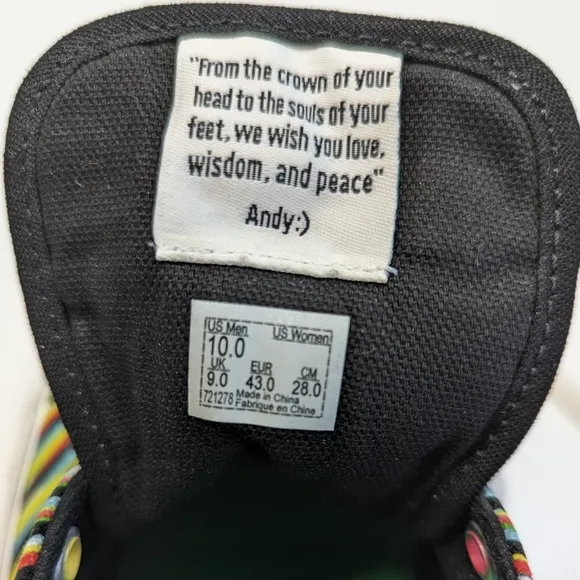 "From the crown of your
head to the souls of your
feet, we wish you love,
wisdom, and peace"
Andy:)
US Men US Women
10.0
UK EUR CM
9.0 43.0 28.0
721278 Made in China
Fabrique en Chine